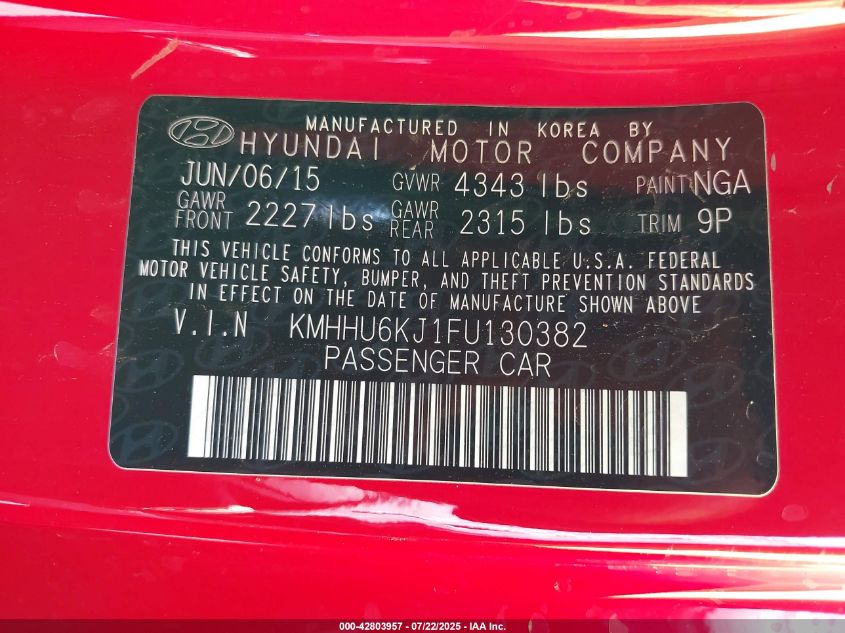 MANUFACTURED IN KOREA BY
HYUNDAI MOTOR COMPANY
JUN/06/15 GVWR 4343 lbs PAINT NGA
GAWR FRONT 2227 lbs GAWR REAR 2315 lbs TRIM 9P
THIS VEHICLE CONFORMS TO ALL APPLICABLE U.S.A. FEDERAL
MOTOR VEHICLE SAFETY, BUMPER, AND THEFT PREVENTION STANDARDS
IN EFFECT ON THE DATE OF MANUFACTURE SHOWN ABOVE
V.I.N KMHHU6KJ1FU130382
PASSENGER CAR
000-42803957 - 07/22/2025 - IAA Inc.